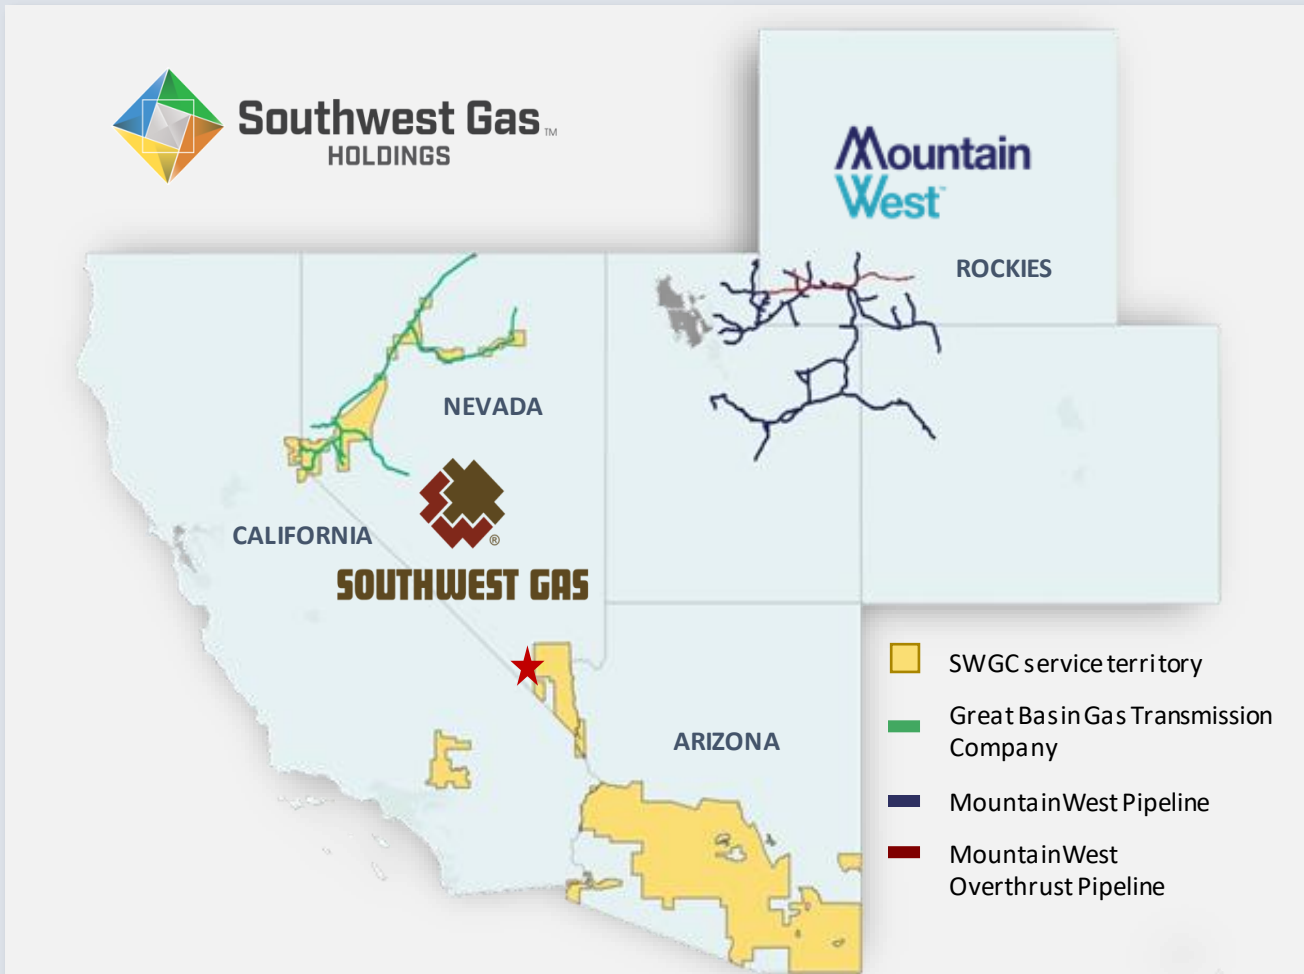 Southwest Gas™
HOLDINGS
Mountain
West™
ROCKIES
NEVADA
CALIFORNIA
®
SOUTHWEST GAS
ARIZONA
SWGC service territory
Great Basin Gas Transmission
Company
MountainWest Pipeline
MountainWest
Overthrust Pipeline